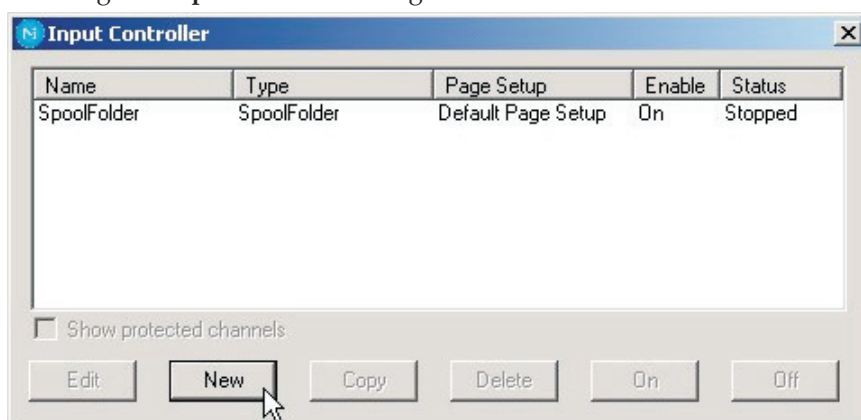 Input Controller
Name Type Page Setup Enable Status
SpoolFolder SpoolFolder Default Page Setup On Stopped
Show protected channels
Edit New Copy Delete On Off